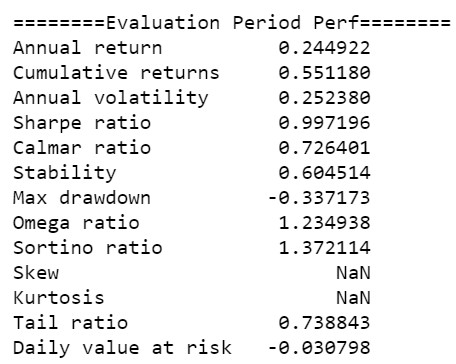 ========Evaluation Period Perf========
Annual return 0.244922
Cumulative returns 0.551180
Annual volatility 0.252380
Sharpe ratio 0.997196
Calmar ratio 0.726401
Stability 0.604514
Max drawdown -0.337173
Omega ratio 1.234938
Sortino ratio 1.372114
Skew NaN
Kurtosis NaN
Tail ratio 0.738843
Daily value at risk -0.030798